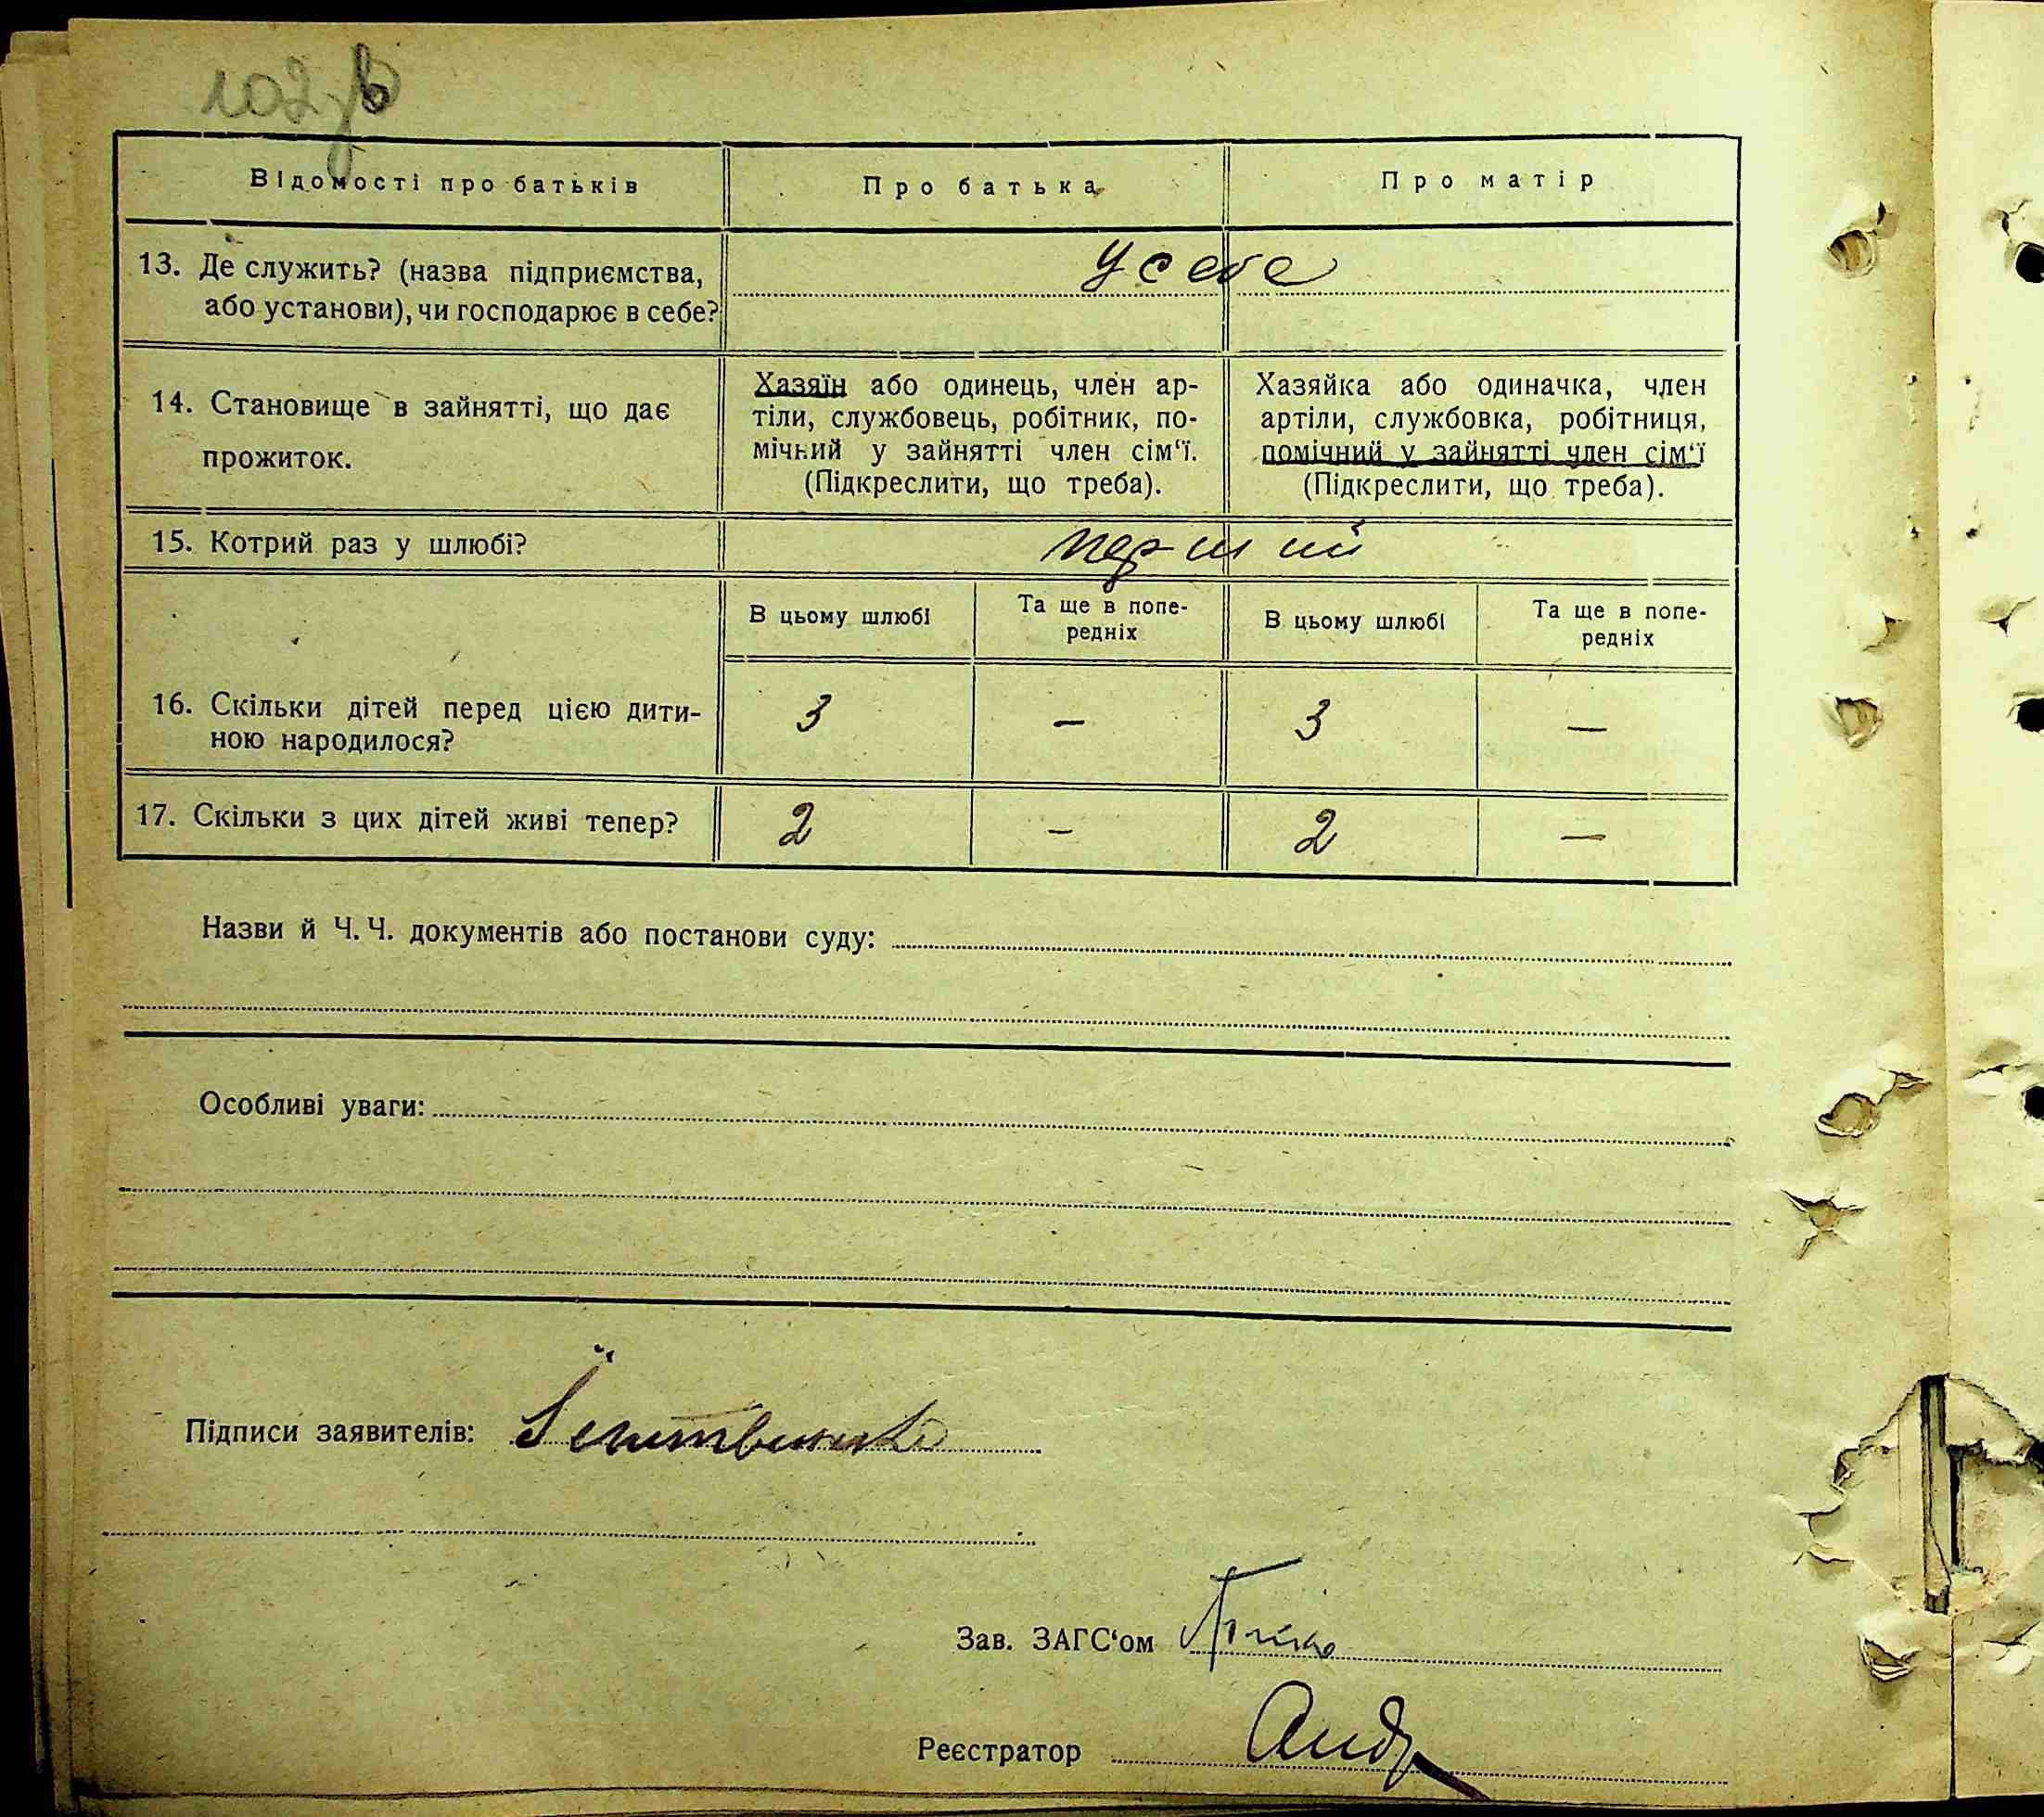 102зв
Відомості про батьків Про батька Про матір
13. Де служить? (назва підприємства, або установи), чи господарює в себе? у себе
14. Становище в зайнятті, що дає прожиток.
Хазяїн або одинець, член ар-
тіли, службовець, робітник, по-
мічний у зайнятті член сім‘ї.
(Підкреслити, що треба).
Хазяйка або одиначка, член
артіли, службовка, робітниця,
помічний у зайнятті член сім‘ї
(Підкреслити, що треба).
15. Котрий раз у шлюбі? перший
В цьому шлюбі Та ще в попе-
редніх В цьому шлюбі Та ще в попе-
редніх
16. Скільки дітей перед цією дити-
ною народилося? 3 — 3 —
17. Скільки з цих дітей живі тепер? 2 — 2 —
Назви й Ч. Ч. документів або постанови суду:
Особливі уваги:
Підписи заявителів:
Зав. ЗАГС‘ом
Реєстратор Анд